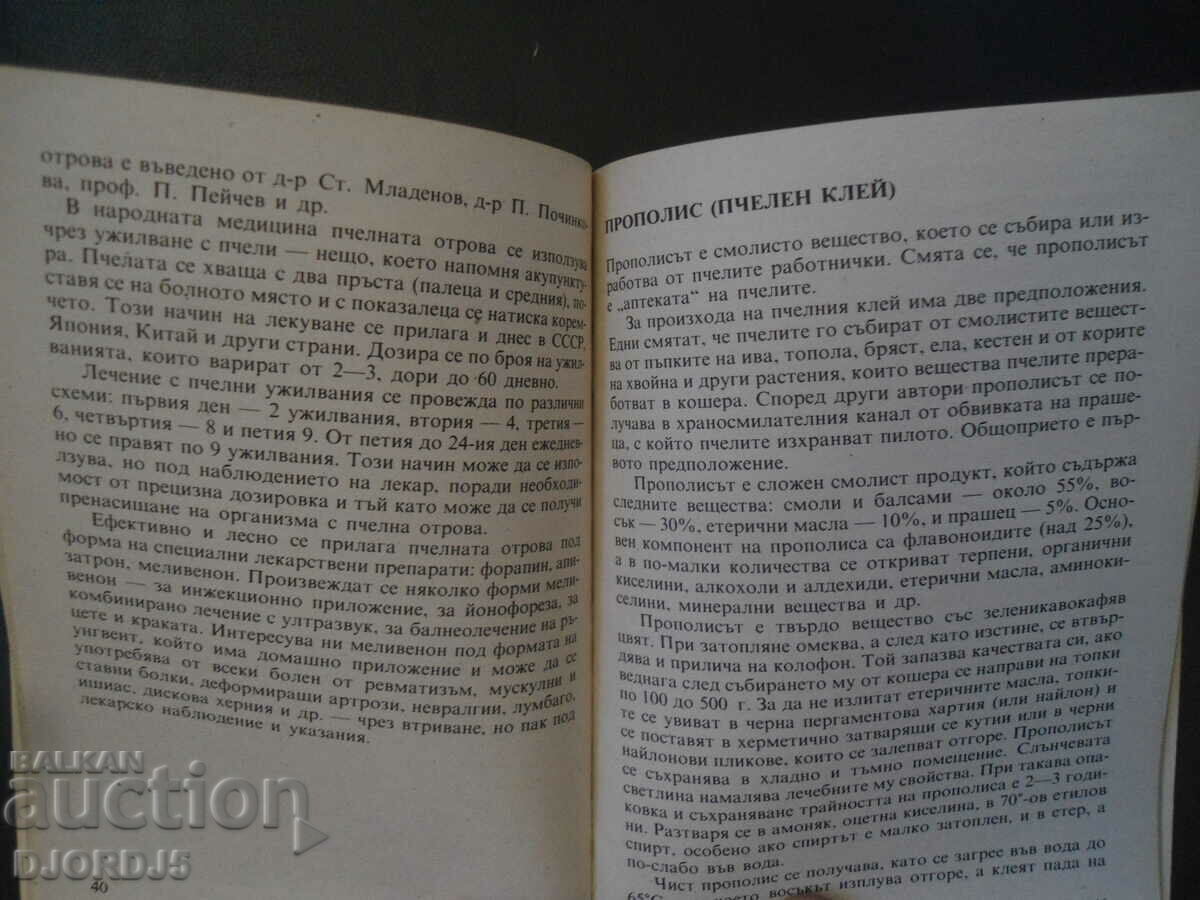 отрова е въведено от д-р Ст. Младенов, д-р П. Починко-
ва, проф. П. Пейчев и др.
В народната медицина пчелната отрова се използува
чрез ужилване с пчели — нещо, което напомня акупункту-
ра. Пчелата се хваща с два пръста (палеца и средния), по-
ставя се на болното място и с показалеца се натиска корем-
чето. Този начин на лекуване се прилага и днес в СССР,
Япония, Китай и други страни. Дозира се по броя на ужил-
ванията, които варират от 2—3, дори до 60 дневно.
Лечение с пчелни ужилвания се провежда по различни
схеми: първия ден — 2 ужилвания, втория — 4, третия —
6, четвъртия — 8 и петия 9. От петия до 24-ия ден ежеднев-
но се правят по 9 ужилвания. Този начин може да се изпо-
лзува, но под наблюдението на лекар, поради необходи-
мост от прецизна дозировка и тъй като може да се получи
пренасищане на организма с пчелна отрова.
Ефективно и лесно се прилага пчелната отрова под
форма на специални лекарствени препарати: форапин, апи-
затрон, меливенон. Произвеждат се няколко форми мели-
венон — за инжекционно приложение, за йонофореза, за
комбинирано лечение с ултразвук, за балнеолечение на ръ-
цете и краката. Интересува ни меливенон под формата на
унгвент, който има домашно приложение и може да се
употребява от всеки болен от ревматизъм, мускулни и
ставни болки, деформиращи артрози, невралгии, лумбаго,
ишиас, дискова херния и др. — чрез втриване, но пак под
лекарско наблюдение и указания.
40
ПРОПОЛИС (ПЧЕЛЕН КЛЕЙ)
Прополисът е смолисто вещество, което се събира или из-
работва от пчелите работнички. Смята се, че прополисът
е „аптеката“ на пчелите.
За произхода на пчелния клей има две предположения.
Едни смятат, че пчелите го събират от смолистите вещест-
ва от пъпките на ива, топола, бряст, ела, кестен и от корите
на хвойна и други растения, които вещества пчелите прера-
ботват в кошера. Според други автори прополисът се по-
лучава в храносмилателния канал от обвивката на праше-
ца, с който пчелите изхранват пилото. Общоприето е пър-
вото предположение.
Прополисът е сложен смолист продукт, който съдържа
следните вещества: смоли и балсами — около 55%, во-
сък — 30%, етерични масла — 10%, и прашец — 5%. Осно-
вен компонент на прополиса са флавоноидите (над 25%),
а в по-малки количества се откриват терпени, органични
киселини, алкохоли и алдехиди, етерични масла, аминоки-
селини, минерални вещества и др.
Прополисът е твърдо вещество със зеленикавокафяв
цвят. При затопляне омеква, а след като изстине, се втвър-
дява и прилича на колофон. Той запазва качествата си, ако
веднага след събирането му от кошера се направи на топки
по 100 до 500 г. За да не излитат етеричните масла, топки-
те се увиват в черна пергаментова хартия (или найлон) и
се поставят в херметично затварящи се кутии или в черни
найлонови пликове, които се залепват отгоре. Прополисът
се съхранява в хладно и тъмно помещение. Слънчевата
светлина намалява лечебните му свойства. При такава опа-
ковка и съхраняване трайността на прополиса е 2—3 годи-
ни. Разтваря се в амоняк, оцетна киселина, в 70°-ов етилов
спирт, особено ако спиртът е малко затоплен, и в етер, а
по-слабо във вода.
Чист прополис се получава, като се загрее във вода до
65°С восъкът изплува отгоре, а клеят пада на
BALKAN
auction
DJORDJ5